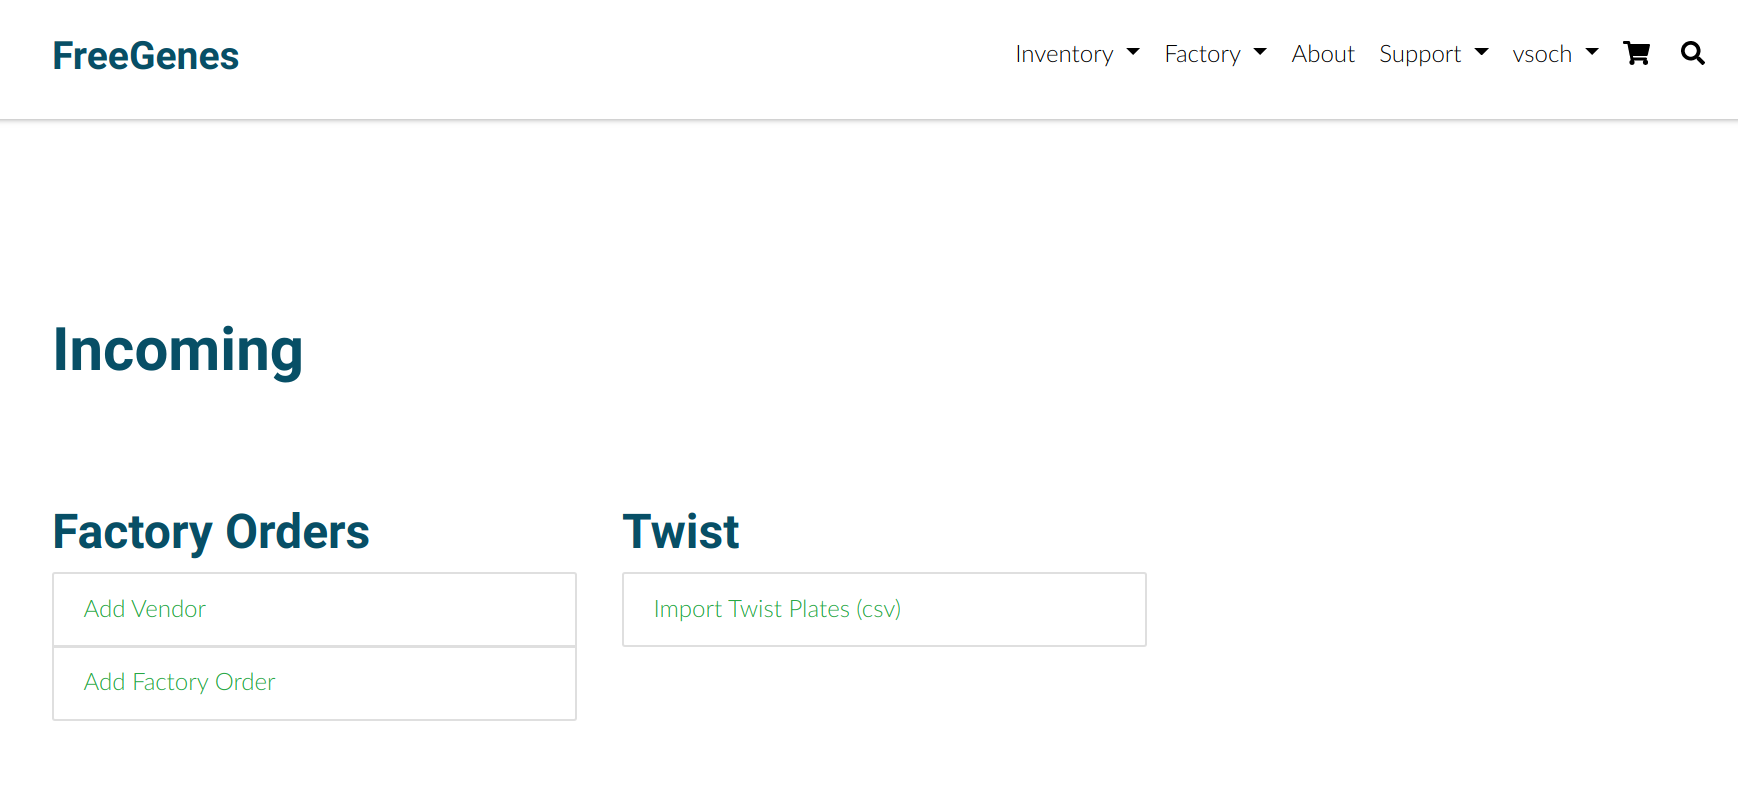 FreeGenes
Inventory Factory About Support vsoch
Incoming
Factory Orders
Add Vendor
Add Factory Order
Twist
Import Twist Plates (csv)